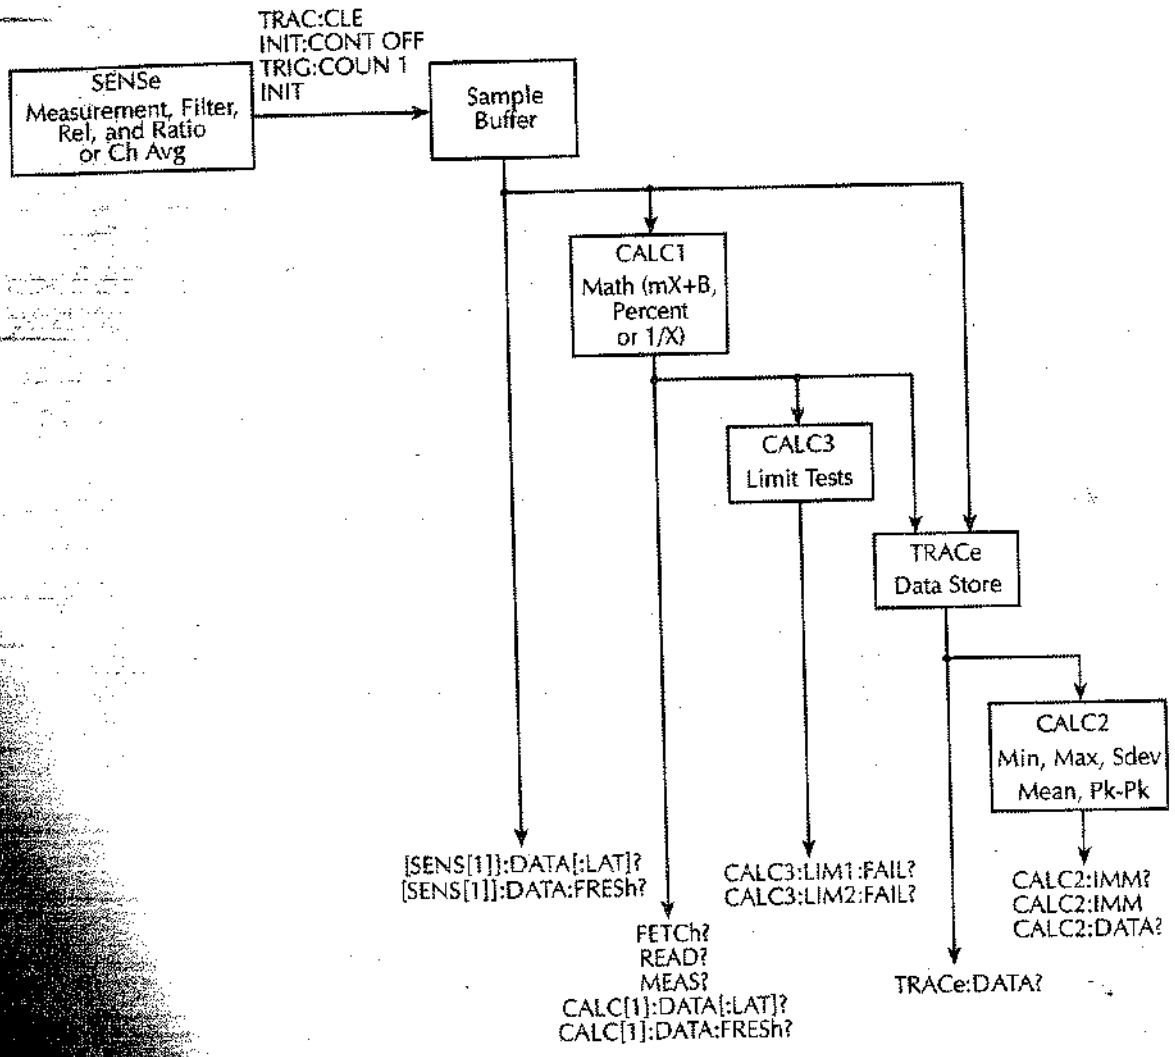 TRAC:CLE
INIT:CONT OFF
TRIG:COUN 1
INIT
SENSe
Measurement, Filter,
Rel, and Ratio
or Ch Avg
Sample
Buffer
CALC1
Math (mX+B,
Percent
or 1/X)
CALC3
Limit Tests
TRACe
Data Store
CALC2
Min, Max, Sdev
Mean, Pk-Pk
[SENS[1]]:DATA[:LAT]?
[SENS[1]]:DATA:FRESh?
FETCh?
READ?
MEAS?
CALC[1]:DATA[:LAT]?
CALC[1]:DATA:FRESh?
CALC3:LIM1:FAIL?
CALC3:LIM2:FAIL?
TRACe:DATA?
CALC2:IMM?
CALC2:IMM
CALC2:DATA?